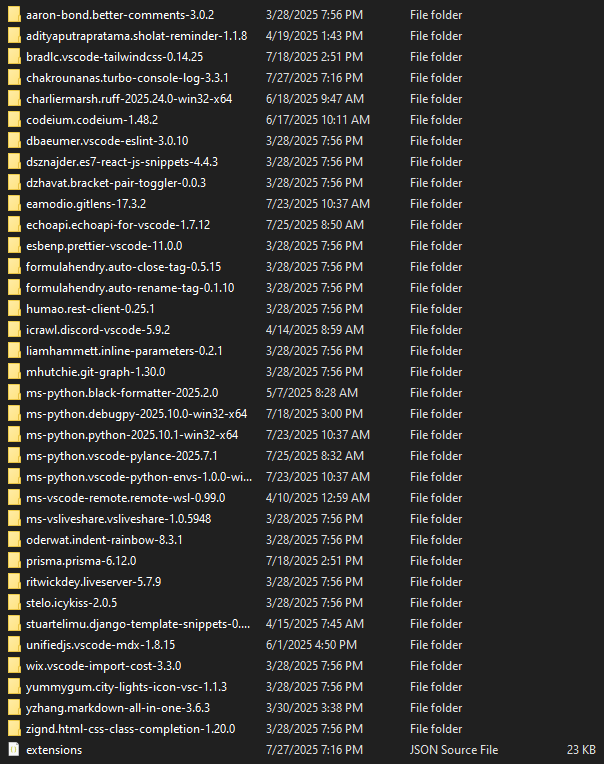 aaron-bond.better-comments-3.0.2 3/28/2025 7:56 PM File folder
adityaputrapratama.sholat-reminder-1.1.8 4/19/2025 1:43 PM File folder
bradlc.vscode-tailwindcss-0.14.25 7/18/2025 2:51 PM File folder
chakrounanas.turbo-console-log-3.3.1 7/27/2025 7:16 PM File folder
charliermarsh.ruff-2025.24.0-win32-x64 6/18/2025 9:47 AM File folder
codeium.codeium-1.48.2 6/17/2025 10:11 AM File folder
dbaeumer.vscode-eslint-3.0.10 3/28/2025 7:56 PM File folder
dsznajder.es7-react-js-snippets-4.4.3 3/28/2025 7:56 PM File folder
dzhavat.bracket-pair-toggler-0.0.3 3/28/2025 7:56 PM File folder
eamodio.gitlens-17.3.2 7/23/2025 10:37 AM File folder
echoapi.echoapi-for-vscode-1.7.12 7/25/2025 8:50 AM File folder
esbenp.prettier-vscode-11.0.0 3/28/2025 7:56 PM File folder
formulahendry.auto-close-tag-0.5.15 3/28/2025 7:56 PM File folder
formulahendry.auto-rename-tag-0.1.10 3/28/2025 7:56 PM File folder
humao.rest-client-0.25.1 3/28/2025 7:56 PM File folder
icrawl.discord-vscode-5.9.2 4/14/2025 8:59 AM File folder
liamhammett.inline-parameters-0.2.1 3/28/2025 7:56 PM File folder
mhutchie.git-graph-1.30.0 3/28/2025 7:56 PM File folder
ms-python.black-formatter-2025.2.0 5/7/2025 8:28 AM File folder
ms-python.debugpy-2025.10.0-win32-x64 7/18/2025 3:00 PM File folder
ms-python.python-2025.10.1-win32-x64 7/23/2025 10:37 AM File folder
ms-python.vscode-pylance-2025.7.1 7/25/2025 8:32 AM File folder
ms-python.vscode-python-envs-1.0.0-wi... 7/23/2025 10:37 AM File folder
ms-vscode-remote.remote-wsl-0.99.0 4/10/2025 12:59 AM File folder
ms-vsliveshare.vsliveshare-1.0.5948 3/28/2025 7:56 PM File folder
oderwat.indent-rainbow-8.3.1 3/28/2025 7:56 PM File folder
prisma.prisma-6.12.0 7/18/2025 2:51 PM File folder
ritwickdey.liveserver-5.7.9 3/28/2025 7:56 PM File folder
stelo.icykiss-2.0.5 3/28/2025 7:56 PM File folder
stuartelimu.django-template-snippets-0.... 4/15/2025 7:45 AM File folder
unifiedjs.vscode-mdx-1.8.15 6/1/2025 4:50 PM File folder
wix.vscode-import-cost-3.3.0 3/28/2025 7:56 PM File folder
yummygum.city-lights-icon-vsc-1.1.3 3/28/2025 7:56 PM File folder
yzhang.markdown-all-in-one-3.6.3 3/30/2025 3:38 PM File folder
zignd.html-css-class-completion-1.20.0 3/28/2025 7:56 PM File folder
extensions 7/27/2025 7:16 PM JSON Source File 23 KB